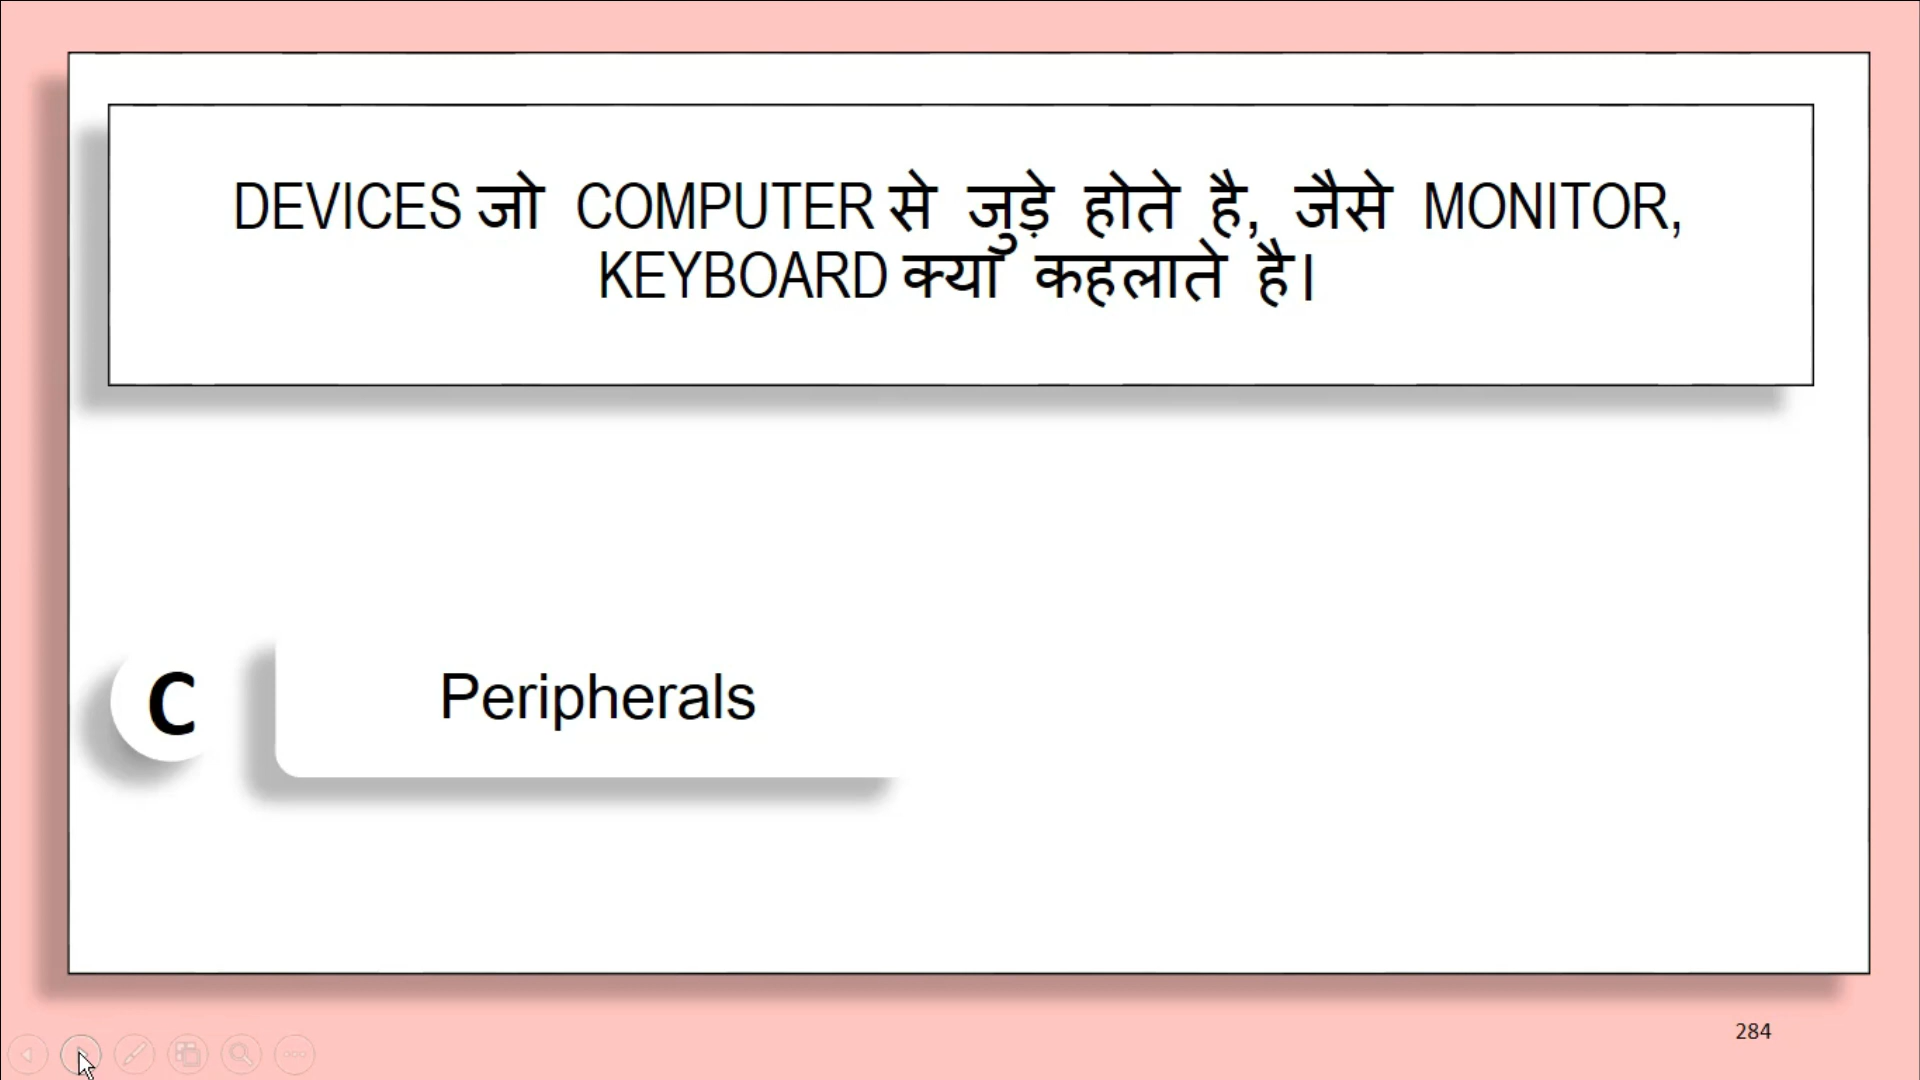 DEVICES जो COMPUTER से जुड़े होते है, जैसे MONITOR,
KEYBOARD क्या कहलाते है।
C
Peripherals
284